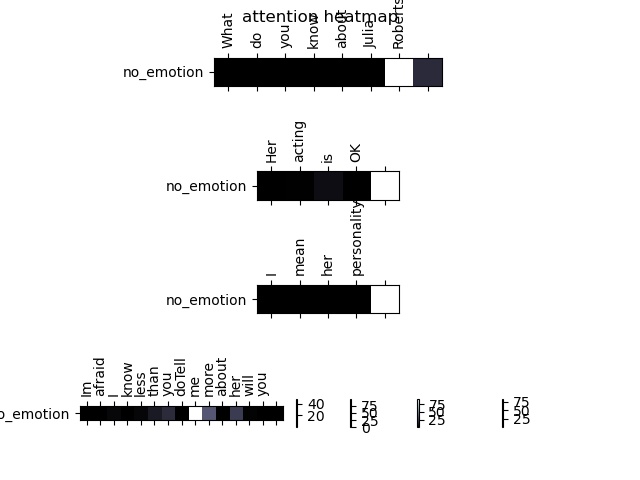 attention heatmap
What do you know about Julia Roberts
no_emotion
Her acting is OK
no_emotion
I mean her personality
no_emotion
Im afraid I know less than you doTell me more about her will you
o_emotion
40 20
75 50 25 0
75 50 25
75 50 25